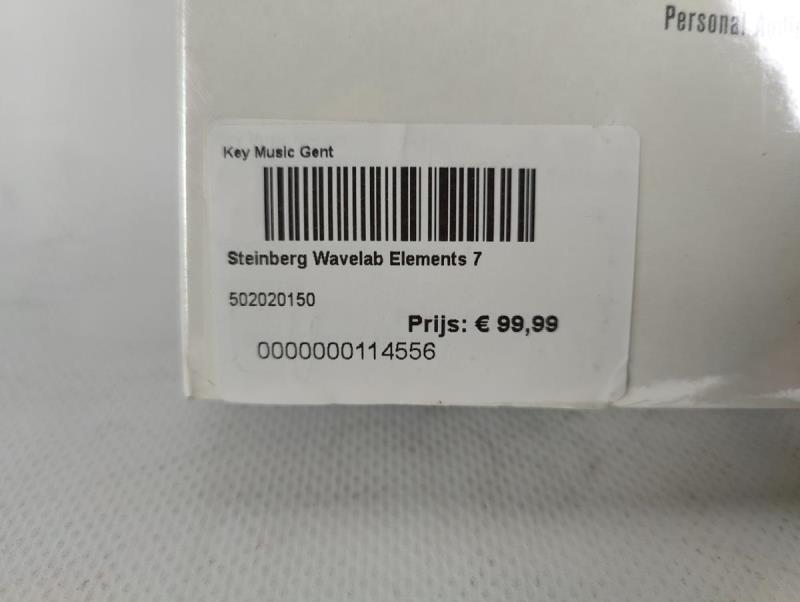 Personal
Key Music Gent
Steinberg Wavelab Elements 7
502020150
Prijs: € 99,99
0000000114556